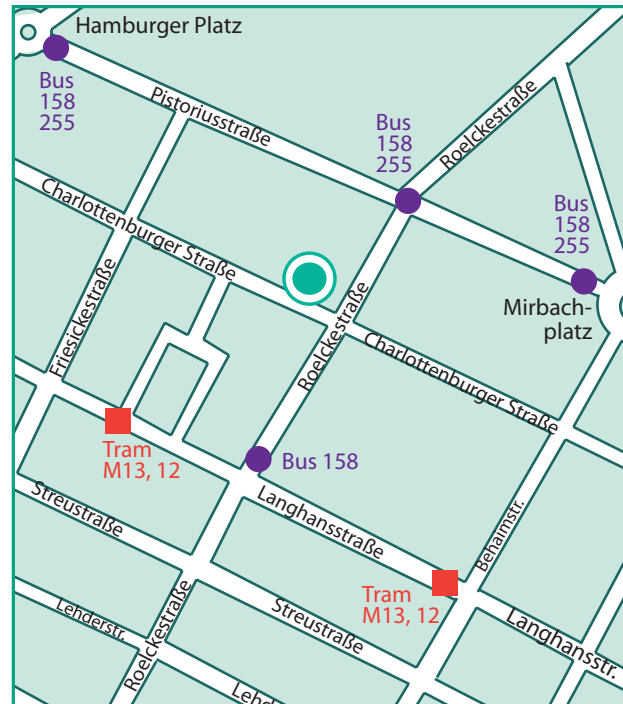 Hamburger Platz
Bus
158
255
Pistoriusstraße
Bus
158
255
Roelckestraße
Bus
158
255
Mirbach-
platz
Charlottenburger Straße
Friesickestraße
Roelckestraße
Charlottenburger Straße
Tram
M13, 12
Bus 158
Langhansstraße
Behaimstr.
Streustraße
Tram
M13, 12
Langhansstr.
Lehderstr.
Roelckestraße
Streustraße
Leh